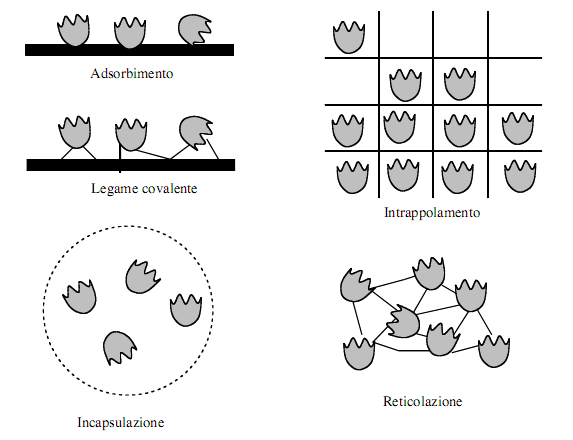 Adsorbimento
Legame covalente
Intrappolamento
Incapsulazione
Reticolazione